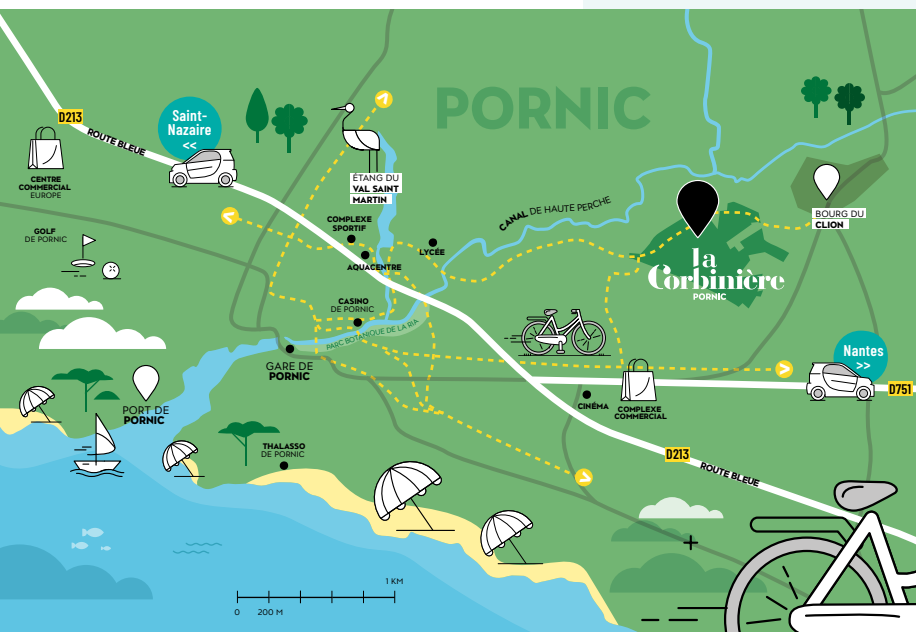 PORNIC
D213
ROUTE BLEUE
Saint-
Nazaire
<<
CENTRE
COMMERCIAL
EUROPE
ÉTANG DU
VAL SAINT
MARTIN
CANAL DE HAUTE PERCHE
BOURG DU
CLION
GOLF
DE PORNIC
COMPLEXE
SPORTIF
LYCÉE
AQUACENTRE
la
Corbinière
PORNIC
CASINO
DE PORNIC
PARC BOTANIQUE DE LA RIA
GARE DE
PORNIC
Nantes
>>
D751
PORT DE
PORNIC
CINÉMA
COMPLEXE
COMMERCIAL
THALASSO
DE PORNIC
D213
ROUTE BLEUE
1 KM
0
200 M